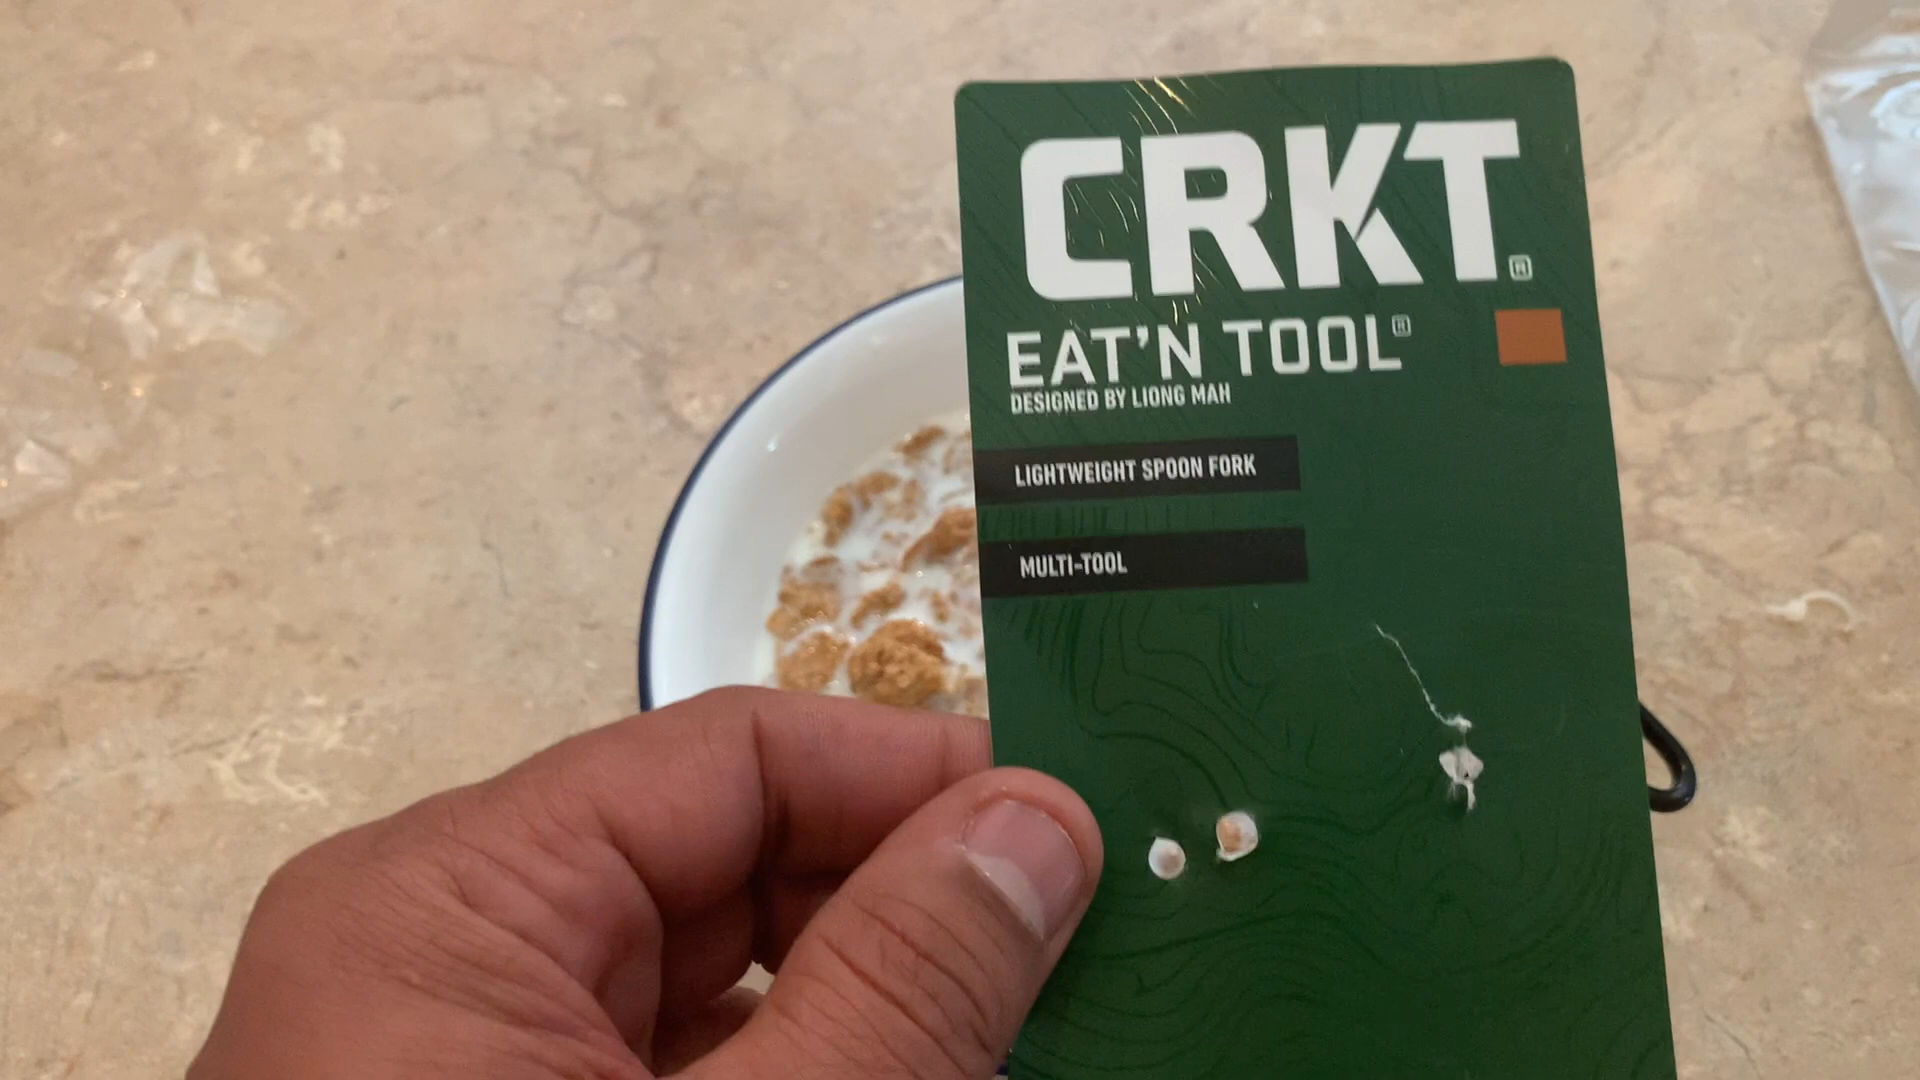 CRKT®
EAT'N TOOL®
DESIGNED BY LIONG MAH
LIGHTWEIGHT SPOON FORK
MULTI-TOOL